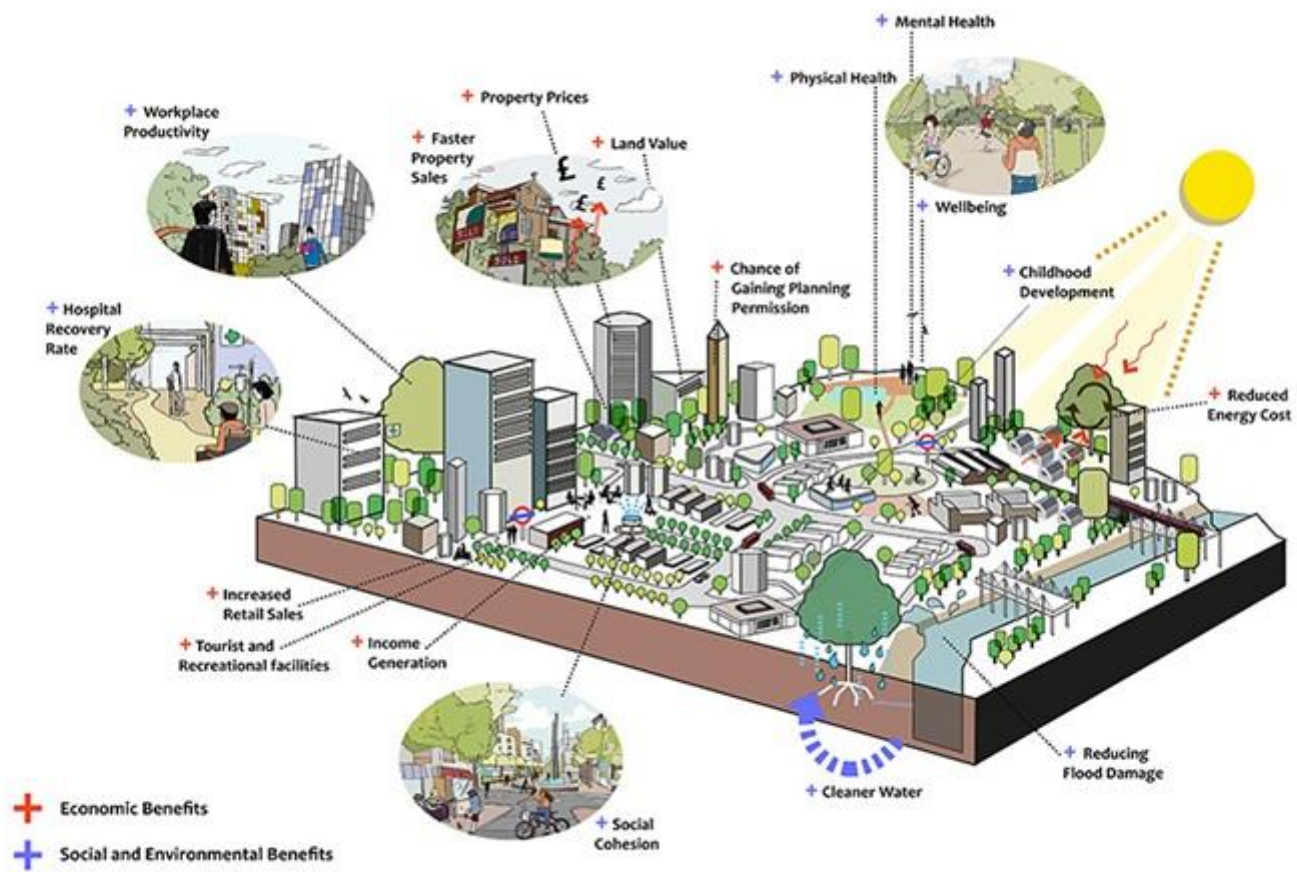 + Mental Health
+ Physical Health
+ Property Prices
+ Workplace
Productivity
+ Faster
Property
Sales
+ Land Value
£
£
£
SOLD
SOLD
+ Wellbeing
+ Chance of
Gaining Planning
Permission
+ Childhood
Development
+ Hospital
Recovery
Rate
+ Reduced
Energy Cost
+ Increased
Retail Sales
+ Tourist and
Recreational facilities
+ Income
Generation
+ Reducing
Flood Damage
+ Cleaner Water
+ Social
Cohesion
+ Economic Benefits
+ Social and Environmental Benefits